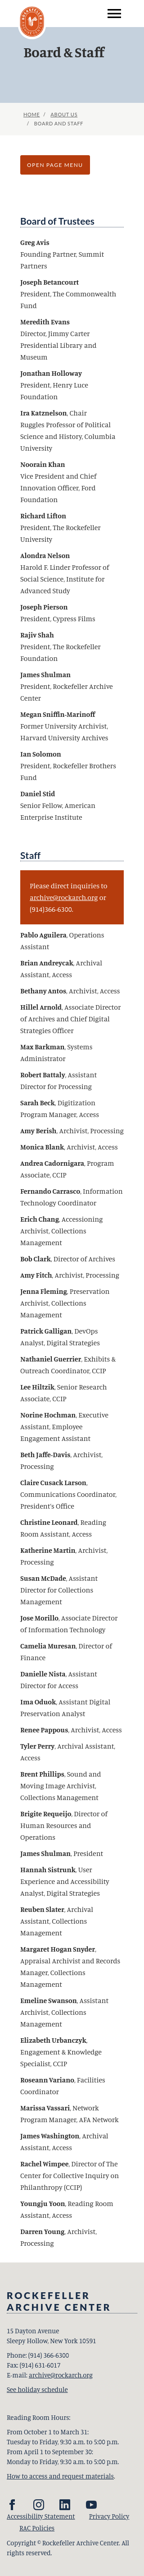 Board & Staff
HOME / ABOUT US
/ BOARD AND STAFF
OPEN PAGE MENU
Board of Trustees
Greg Avis
Founding Partner, Summit
Partners
Joseph Betancourt
President, The Commonwealth
Fund
Meredith Evans
Director, Jimmy Carter
Presidential Library and
Museum
Jonathan Holloway
President, Henry Luce
Foundation
Ira Katznelson, Chair
Ruggles Professor of Political
Science and History, Columbia
University
Noorain Khan
Vice President and Chief
Innovation Officer, Ford
Foundation
Richard Lifton
President, The Rockefeller
University
Alondra Nelson
Harold F. Linder Professor of
Social Science, Institute for
Advanced Study
Joseph Pierson
President, Cypress Films
Rajiv Shah
President, The Rockefeller
Foundation
James Shulman
President, Rockefeller Archive
Center
Megan Sniffin-Marinoff
Former University Archivist,
Harvard University Archives
Ian Solomon
President, Rockefeller Brothers
Fund
Daniel Stid
Senior Fellow, American
Enterprise Institute
Staff
Please direct inquiries to
archive@rockarch.org or
(914)366-6300.
Pablo Aguilera, Operations
Assistant
Brian Andreycak, Archival
Assistant, Access
Bethany Antos, Archivist, Access
Hillel Arnold, Associate Director
of Archives and Chief Digital
Strategies Officer
Max Barkman, Systems
Administrator
Robert Battaly, Assistant
Director for Processing
Sarah Beck, Digitization
Program Manager, Access
Amy Berish, Archivist, Processing
Monica Blank, Archivist, Access
Andrea Cadornigara, Program
Associate, CCIP
Fernando Carrasco, Information
Technology Coordinator
Erich Chang, Accessioning
Archivist, Collections
Management
Bob Clark, Director of Archives
Amy Fitch, Archivist, Processing
Jenna Fleming, Preservation
Archivist, Collections
Management
Patrick Galligan, DevOps
Analyst, Digital Strategies
Nathaniel Guerrier, Exhibits &
Outreach Coordinator, CCIP
Lee Hiltzik, Senior Research
Associate, CCIP
Norine Hochman, Executive
Assistant, Employee
Engagement Assistant
Beth Jaffe-Davis, Archivist,
Processing
Claire Cusack Larson,
Communications Coordinator,
President's Office
Christine Leonard, Reading
Room Assistant, Access
Katherine Martin, Archivist,
Processing
Susan McDade, Assistant
Director for Collections
Management
Jose Morillo, Associate Director
of Information Technology
Camelia Muresan, Director of
Finance
Danielle Nista, Assistant
Director for Access
Ima Oduok, Assistant Digital
Preservation Analyst
Renee Pappous, Archivist, Access
Tyler Perry, Archival Assistant,
Access
Brent Phillips, Sound and
Moving Image Archivist,
Collections Management
Brigite Requeijo, Director of
Human Resources and
Operations
James Shulman, President
Hannah Sistrunk, User
Experience and Accessibility
Analyst, Digital Strategies
Reuben Slater, Archival
Assistant, Collections
Management
Margaret Hogan Snyder,
Appraisal Archivist and Records
Manager, Collections
Management
Emeline Swanson, Assistant
Archivist, Collections
Management
Elizabeth Urbanczyk,
Engagement & Knowledge
Specialist, CCIP
Roseann Variano, Facilities
Coordinator
Marissa Vassari, Network
Program Manager, AFA Network
James Washington, Archival
Assistant, Access
Rachel Wimpee, Director of The
Center for Collective Inquiry on
Philanthropy (CCIP)
Youngju Yoon, Reading Room
Assistant, Access
Darren Young, Archivist,
Processing
ROCKEFELLER
ARCHIVE CENTER
15 Dayton Avenue
Sleepy Hollow, New York 10591
Phone: (914) 366-6300
Fax: (914) 631-6017
E-mail: archive@rockarch.org
See holiday schedule
Reading Room Hours:
From October 1 to March 31:
Tuesday to Friday, 9:30 a.m. to 5:00 p.m.
From April 1 to September 30:
Monday to Friday, 9:30 a.m. to 5:00 p.m.
How to access and request materials.
Accessibility Statement Privacy Policy
RAC Policies
Copyright © Rockefeller Archive Center. All
rights reserved.